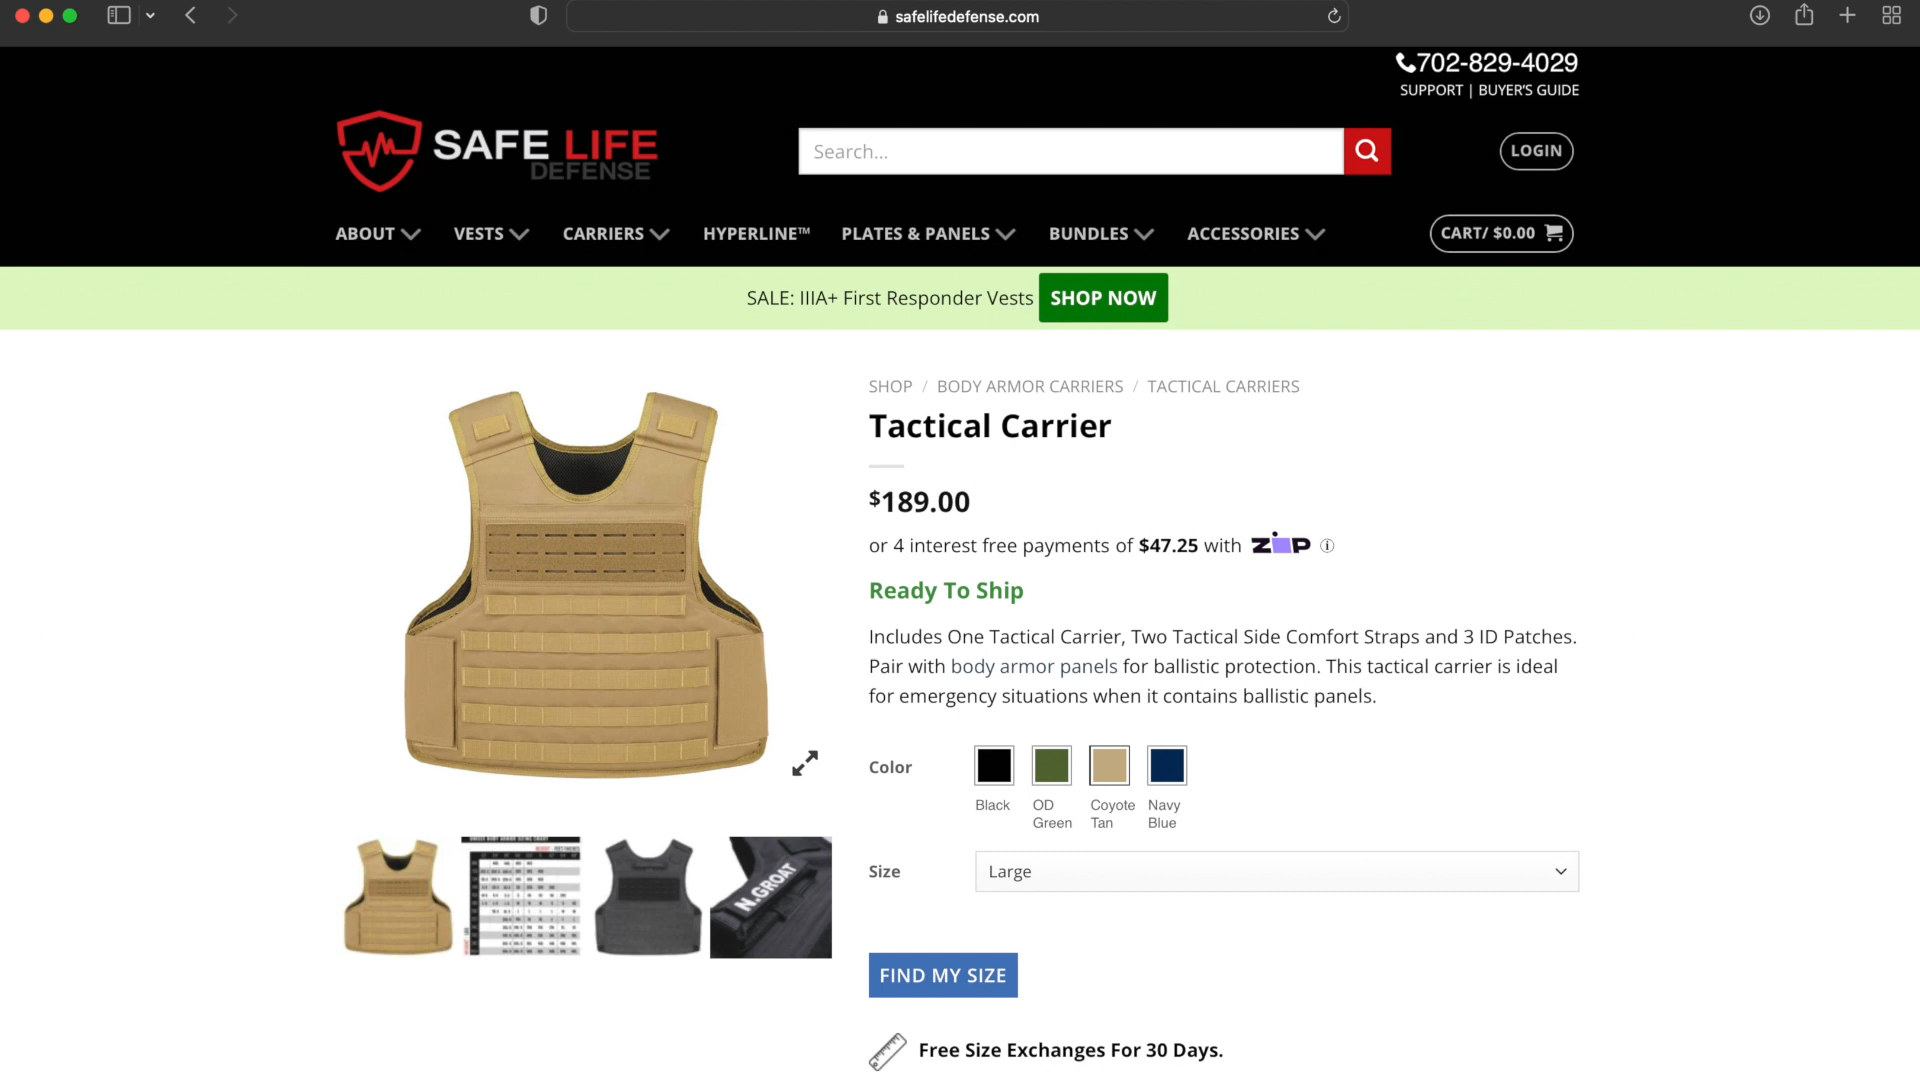 safelifedefense.com
702-829-4029
SUPPORT | BUYER'S GUIDE
SAFE LIFE
DEFENSE
Search...
LOGIN
ABOUT VESTS CARRIERS HYPERLINE™ PLATES & PANELS BUNDLES ACCESSORIES
CART/ $0.00
SALE: IIIA+ First Responder Vests SHOP NOW
SHOP / BODY ARMOR CARRIERS / TACTICAL CARRIERS
Tactical Carrier
$189.00
or 4 interest free payments of $47.25 with ZIP
Ready To Ship
Includes One Tactical Carrier, Two Tactical Side Comfort Straps and 3 ID Patches.
Pair with body armor panels for ballistic protection. This tactical carrier is ideal
for emergency situations when it contains ballistic panels.
Color
Black
OD
Green
Coyote
Tan
Navy
Blue
Size
Large
N.GROAT
FIND MY SIZE
Free Size Exchanges For 30 Days.